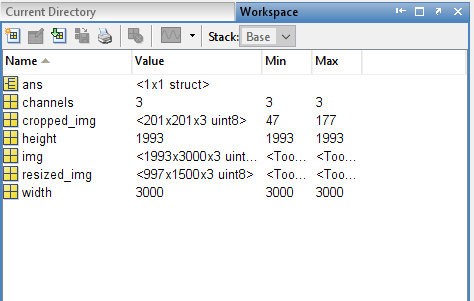 Current Directory Workspace
Stack: Base
Name Value Min Max
ans <1x1 struct>
channels 3 3 3
cropped_img <201x201x3 uint8> 47 177
height 1993 1993 1993
img <1993x3000x3 uint... <Too... <Too...
resized_img <997x1500x3 uint8> <Too... <Too...
width 3000 3000 3000